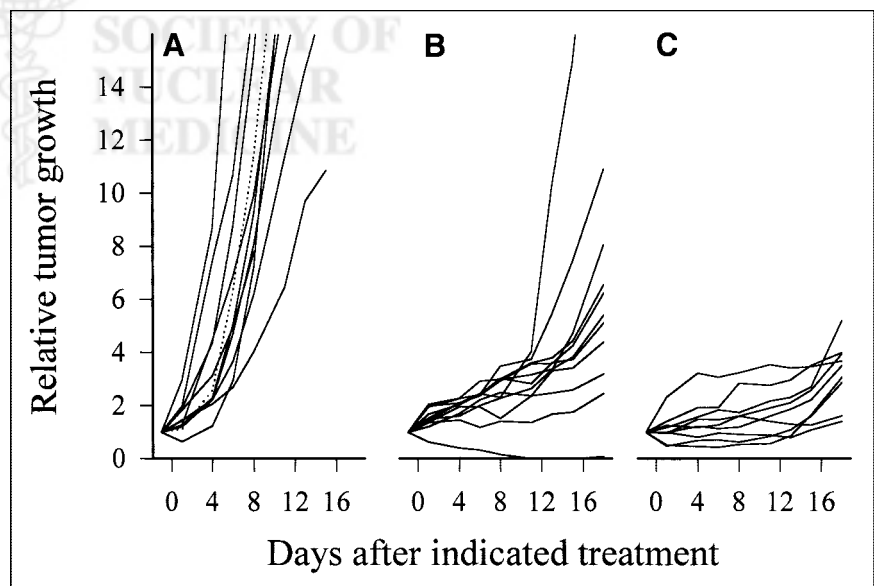 SOCIETY OF
NUCLEAR
MEDICINE
A
B
C
Relative tumor growth
14
12
10
8
6
4
2
0
0 4 8 12 16
0 4 8 12 16
0 4 8 12 16
Days after indicated treatment